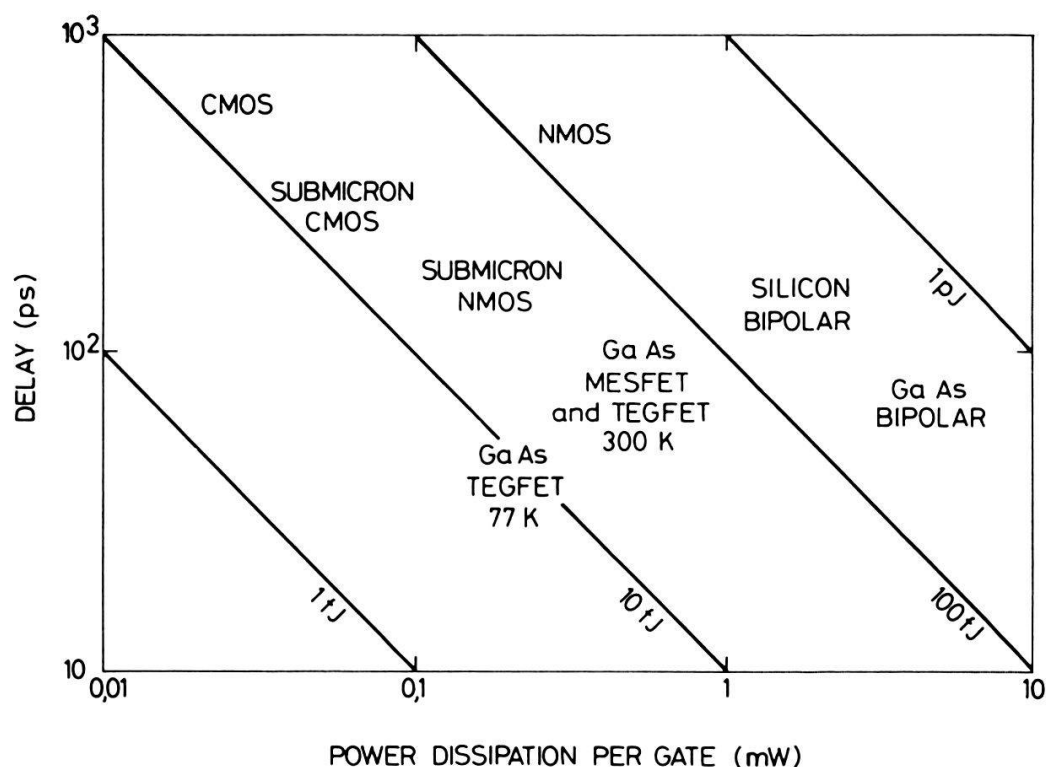 10³
CMOS
NMOS
SUBMICRON
CMOS
SUBMICRON
NMOS
SILICON
BIPOLAR
1pJ
DELAY (ps)
10²
Ga As
MESFET
and TEGFET
300 K
Ga As
BIPOLAR
Ga As
TEGFET
77 K
1fJ
10fJ
100fJ
10
0,01
0,1
1
10
POWER DISSIPATION PER GATE (mW)